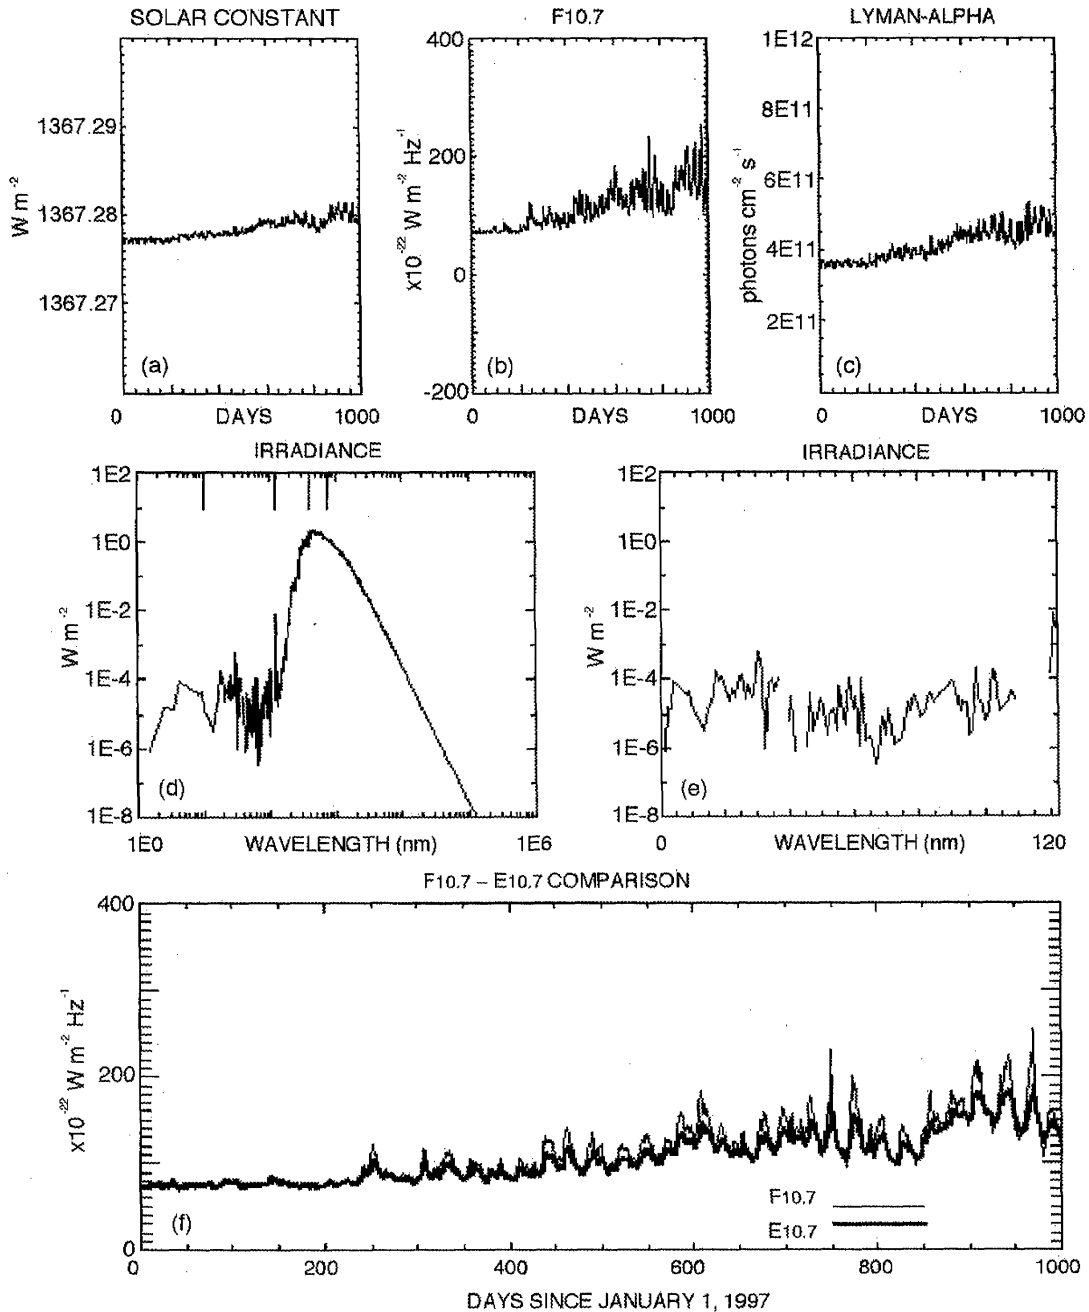 SOLAR CONSTANT
F10.7
LYMAN-ALPHA
W m⁻²
1367.29
1367.28
1367.27
(a)
0
DAYS
1000
x10⁻²² W m⁻² Hz⁻¹
400
200
0
-200
(b)
0
DAYS
1000
photons cm⁻² s⁻¹
1E12
8E11
6E11
4E11
2E11
(c)
0
DAYS
1000
IRRADIANCE
W m⁻²
1E2
1E0
1E-2
1E-4
1E-6
1E-8
(d)
1E0
WAVELENGTH (nm)
1E6
IRRADIANCE
W m⁻²
1E2
1E0
1E-2
1E-4
1E-6
1E-8
(e)
0
WAVELENGTH (nm)
120
F10.7 – E10.7 COMPARISON
x10⁻²² W m⁻² Hz⁻¹
400
200
0
(f)
F10.7
E10.7
0
200
400
600
800
1000
DAYS SINCE JANUARY 1, 1997